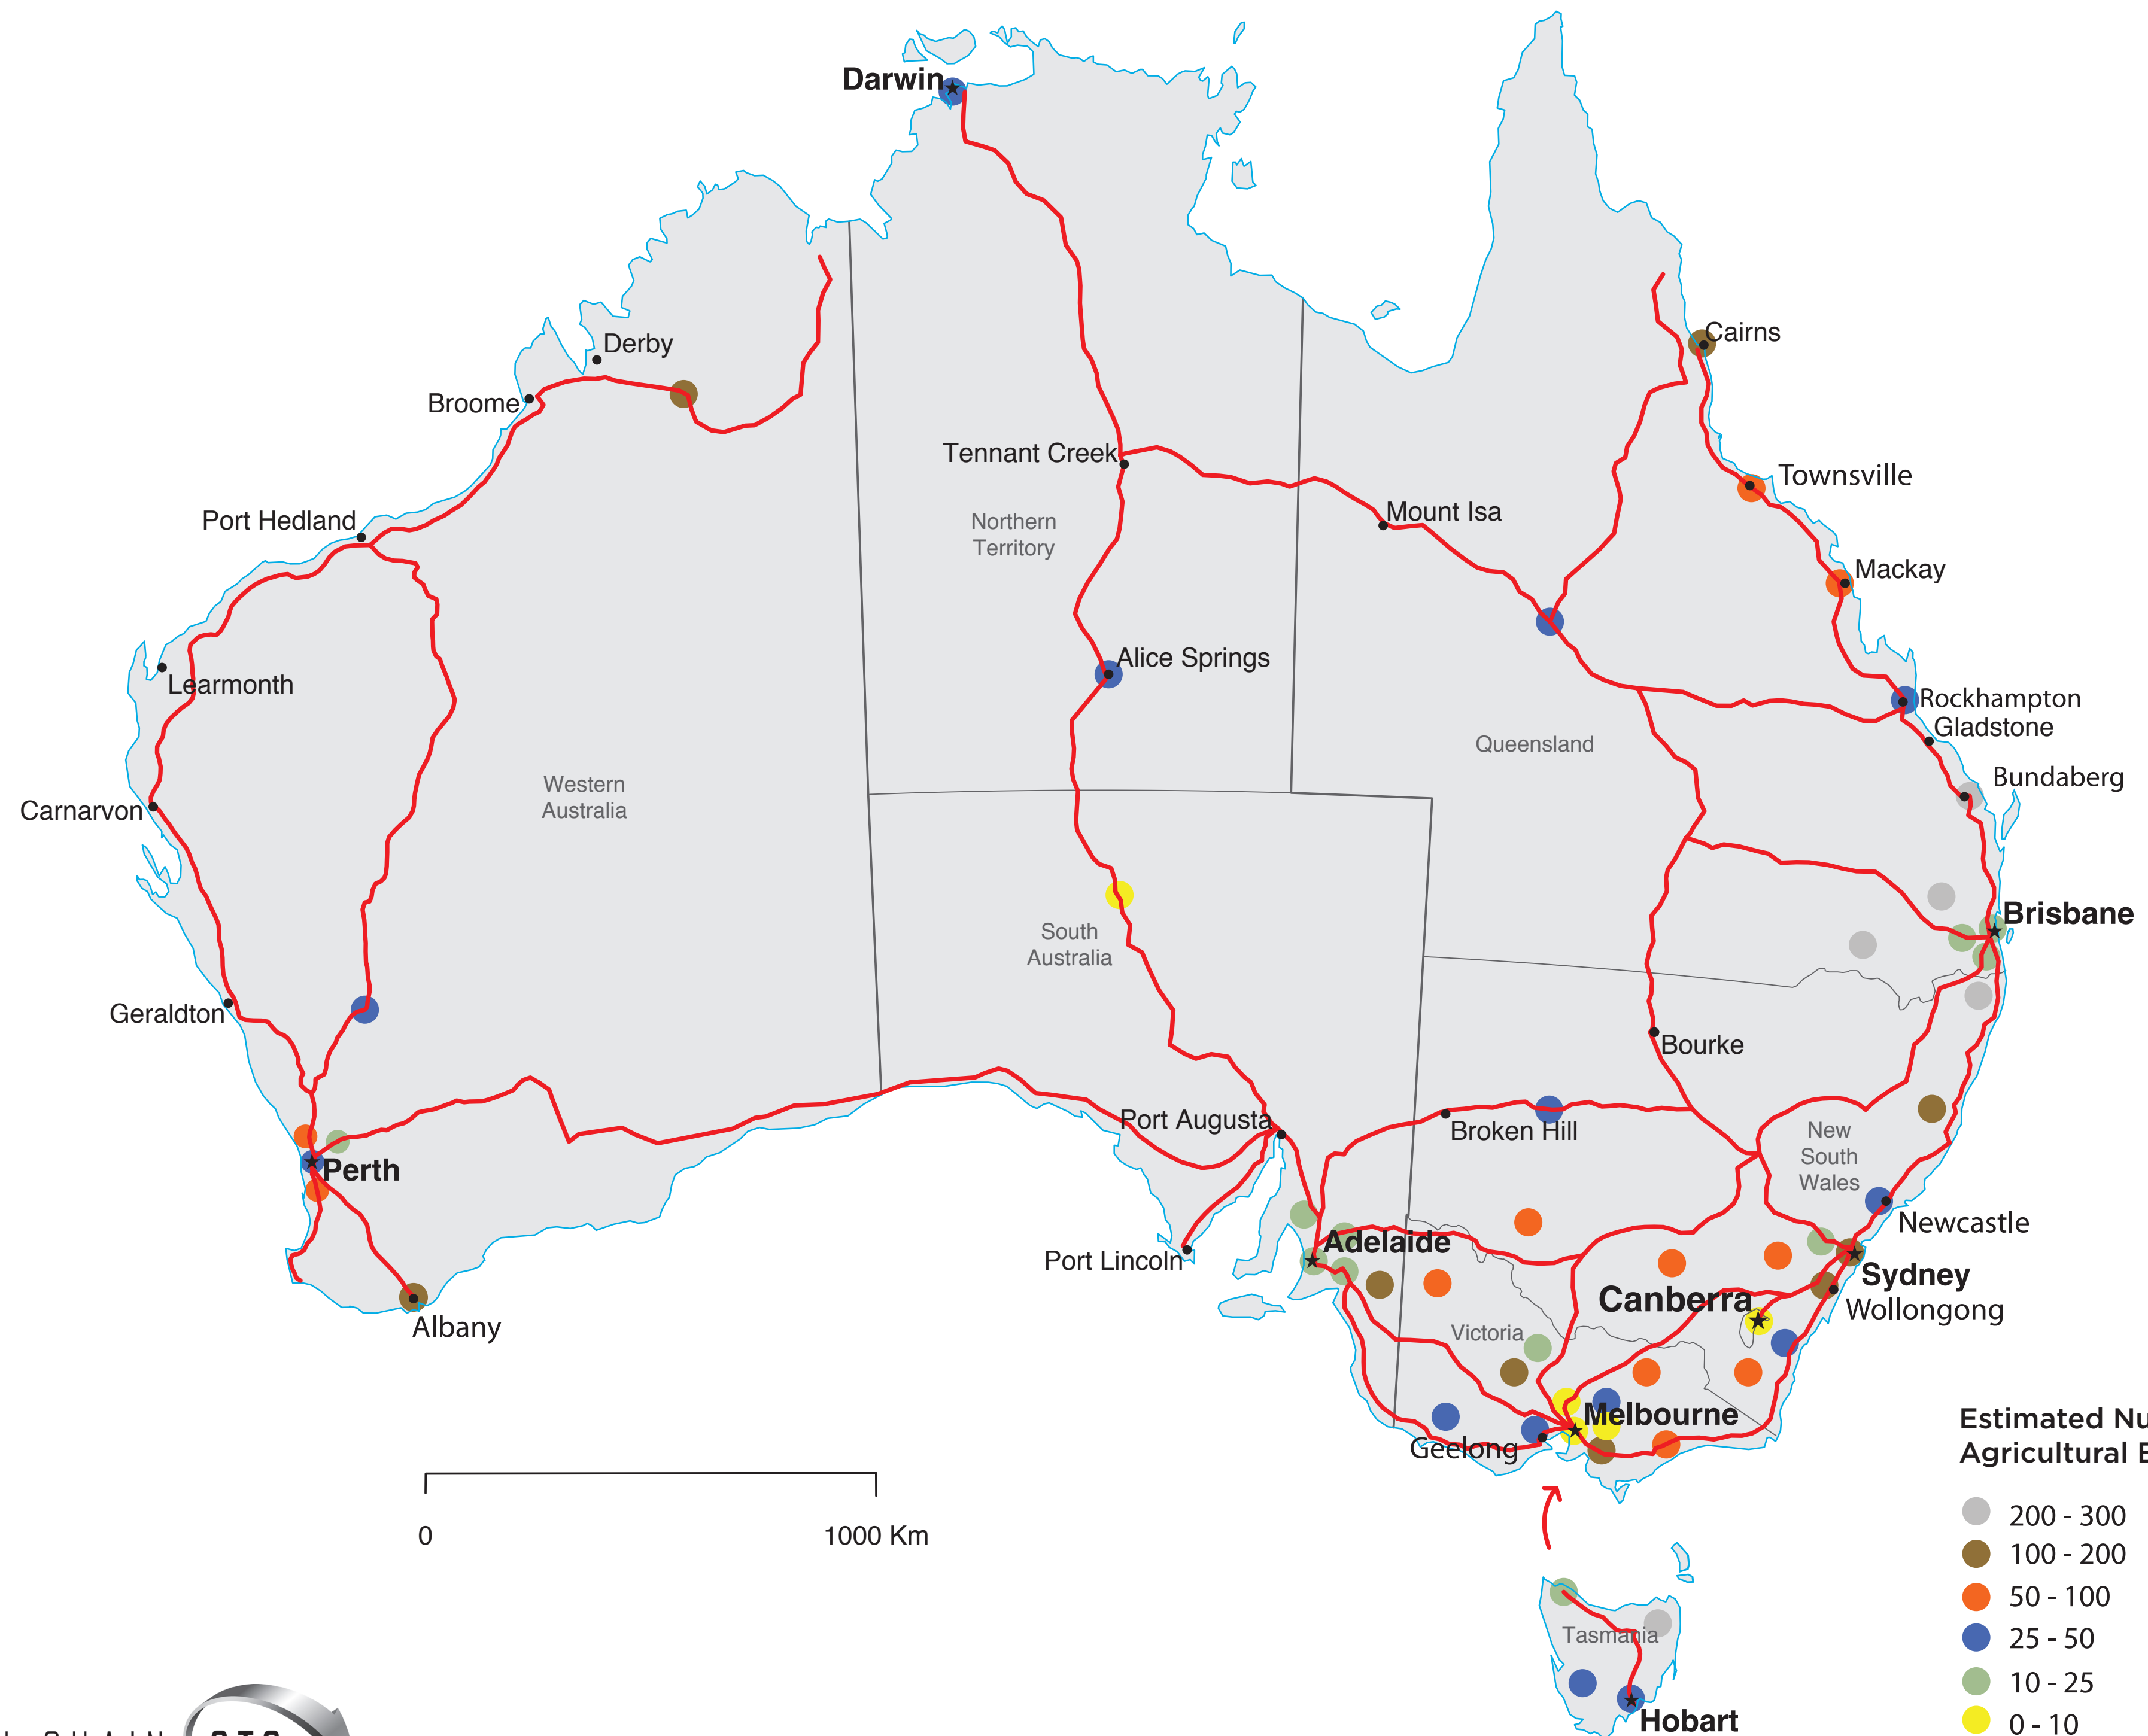 Darwin
Cairns
Derby
Broome
Tennant Creek
Townsville
Mount Isa
Port Hedland
Northern
Territory
Mackay
Alice Springs
Learmonth
Rockhampton
Gladstone
Queensland
Bundaberg
Western
Australia
Carnarvon
Brisbane
South
Australia
Geraldton
Bourke
Port Augusta
Broken Hill
New
South
Wales
Perth
Newcastle
Adelaide
Port Lincoln
Sydney
Canberra
Wollongong
Albany
Victoria
Melbourne
Geelong
Estimated Nu
Agricultural E
0
1000 Km
200 - 300
100 - 200
50 - 100
25 - 50
10 - 25
0 - 10
Tasmania
Hobart